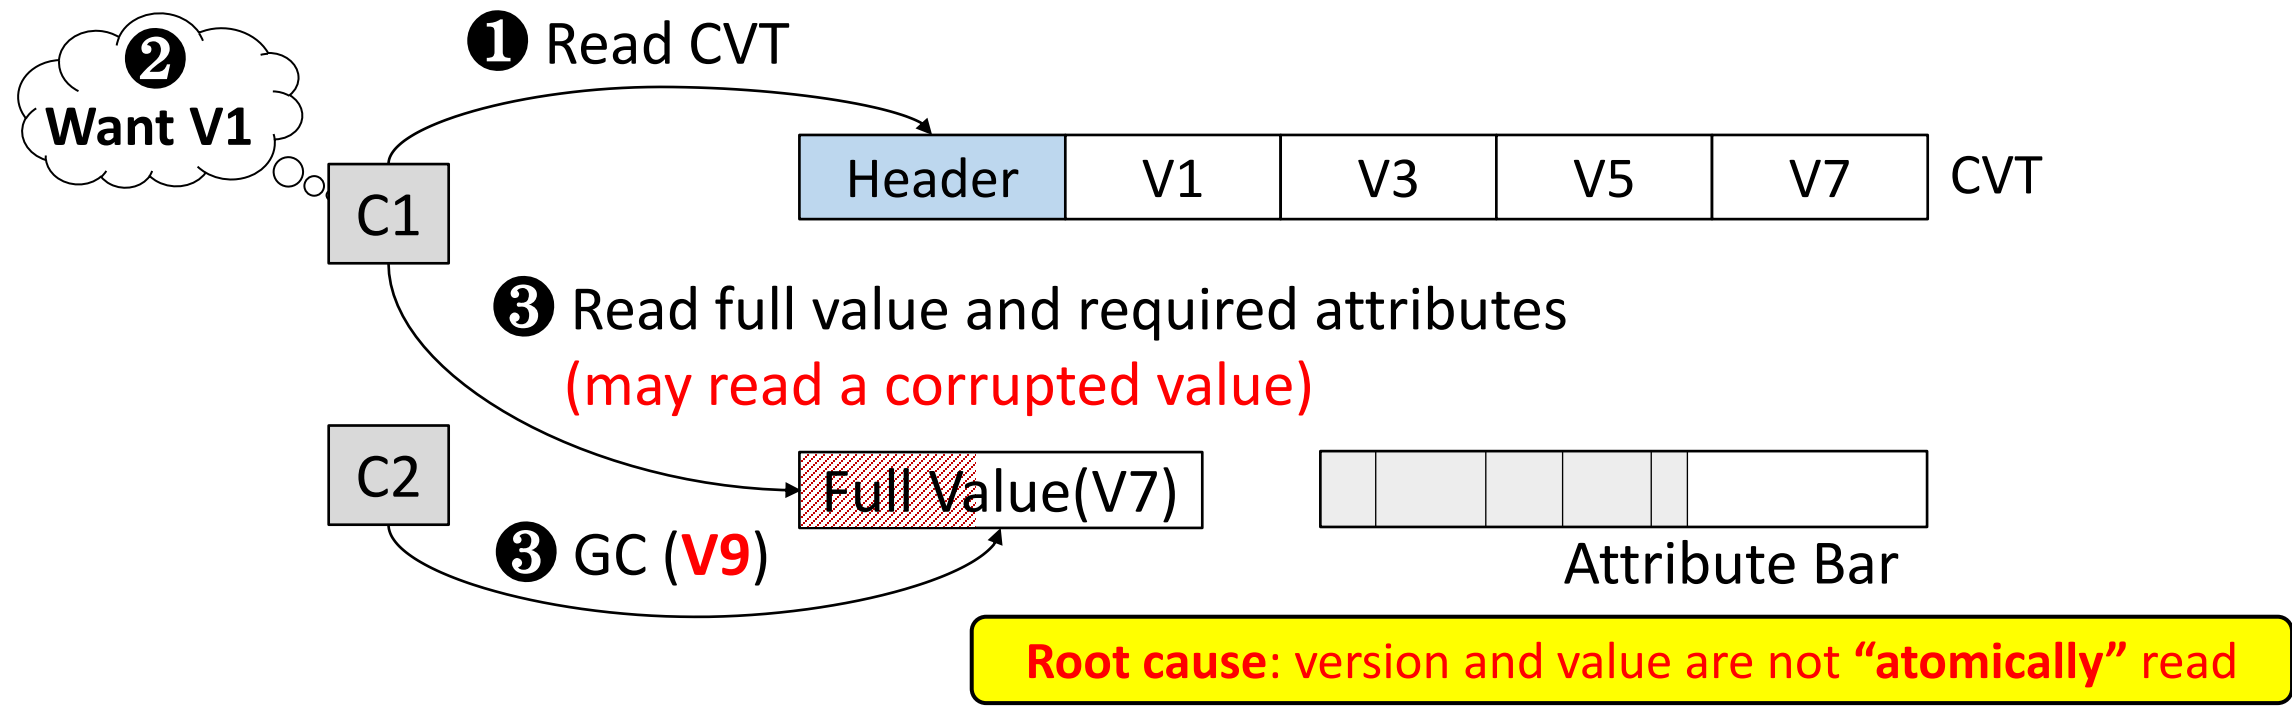 ❷
Want V1
❶ Read CVT
C1
Header V1 V3 V5 V7 CVT
❸ Read full value and required attributes
(may read a corrupted value)
C2
Full Value(V7)
❸ GC (V9)
Attribute Bar
Root cause: version and value are not “atomically” read